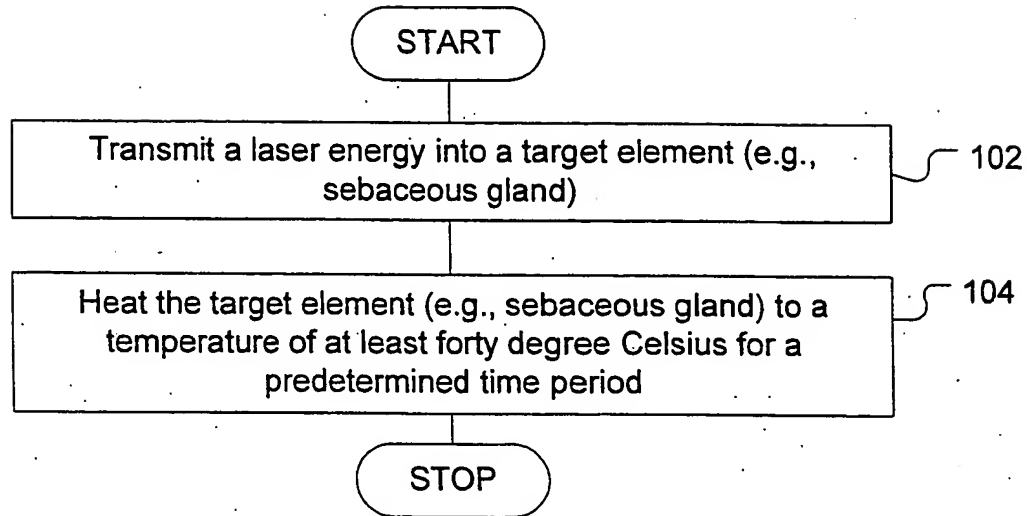 START
Transmit a laser energy into a target element (e.g.,
sebaceous gland)
102
Heat the target element (e.g., sebaceous gland) to a
temperature of at least forty degree Celsius for a
predetermined time period
104
STOP